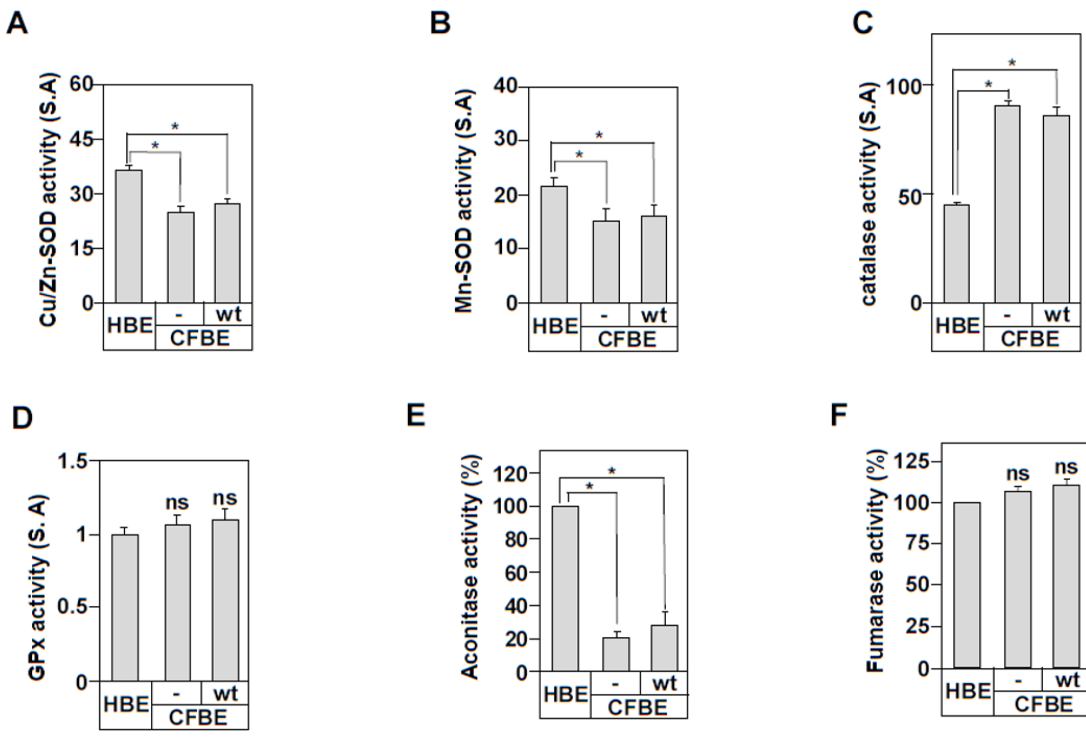 A
Cu/Zn-SOD activity (S.A)
60
45
30
15
0
*
*
HBE
-
wt
CFBE
B
Mn-SOD activity (S.A)
40
30
20
10
0
*
*
HBE
-
wt
CFBE
C
catalase activity (S.A)
100
50
0
*
*
HBE
-
wt
CFBE
D
GPx activity (S. A)
1.5
1
0.5
0
ns
ns
HBE
-
wt
CFBE
E
Aconitase activity (%)
120
100
80
60
40
20
0
*
*
HBE
-
wt
CFBE
F
Fumarase activity (%)
125
100
75
50
25
0
ns
ns
HBE
-
wt
CFBE